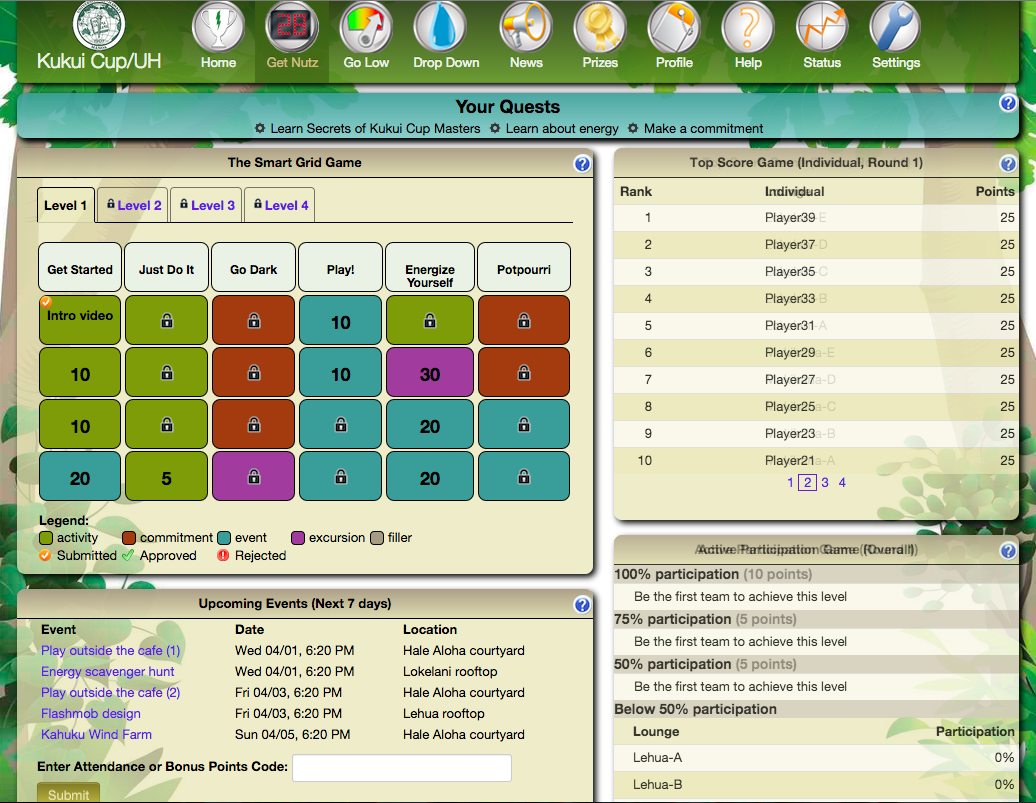 Kukui Cup/UH
Home
Get Nutz
Go Low
Drop Down
News
Prizes
Profile
Help
Status
Settings
Your Quests
Learn Secrets of Kukui Cup Masters Learn about energy Make a commitment
The Smart Grid Game
Level 1 Level 2 Level 3 Level 4
Get Started Just Do It Go Dark Play! Energize Yourself Potpourri
Intro video 10
10 10 30
10 20
20 5 20
Legend:
activity commitment event excursion filler
Submitted Approved Rejected
Upcoming Events (Next 7 days)
Event Date Location
Play outside the cafe (1) Wed 04/01, 6:20 PM Hale Aloha courtyard
Energy scavenger hunt Wed 04/01, 6:20 PM Lokelani rooftop
Play outside the cafe (2) Fri 04/03, 6:20 PM Hale Aloha courtyard
Flashmob design Fri 04/03, 6:20 PM Lehua rooftop
Kahuku Wind Farm Sun 04/05, 6:20 PM Hale Aloha courtyard
Enter Attendance or Bonus Points Code:
Submit
Top Score Game (Individual, Round 1)
Rank Individual Points
1 Player39 25
2 Player37 25
3 Player35 25
4 Player33 25
5 Player31 25
6 Player29 25
7 Player27 25
8 Player25 25
9 Player23 25
10 Player21 25
1 2 3 4
Active Participation Game (Overall)
100% participation (10 points)
Be the first team to achieve this level
75% participation (5 points)
Be the first team to achieve this level
50% participation (5 points)
Be the first team to achieve this level
Below 50% participation
Lounge Participation
Lehua-A 0%
Lehua-B 0%